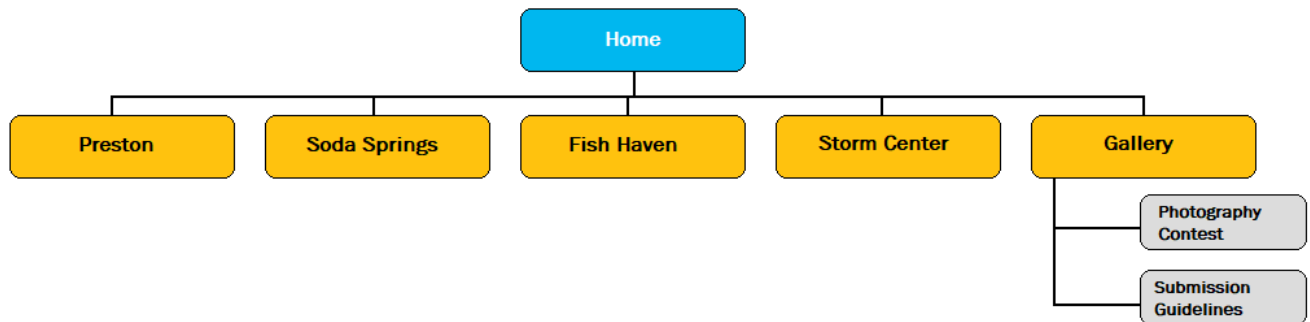 Home
Preston
Soda Springs
Fish Haven
Storm Center
Gallery
Photography
Contest
Submission
Guidelines